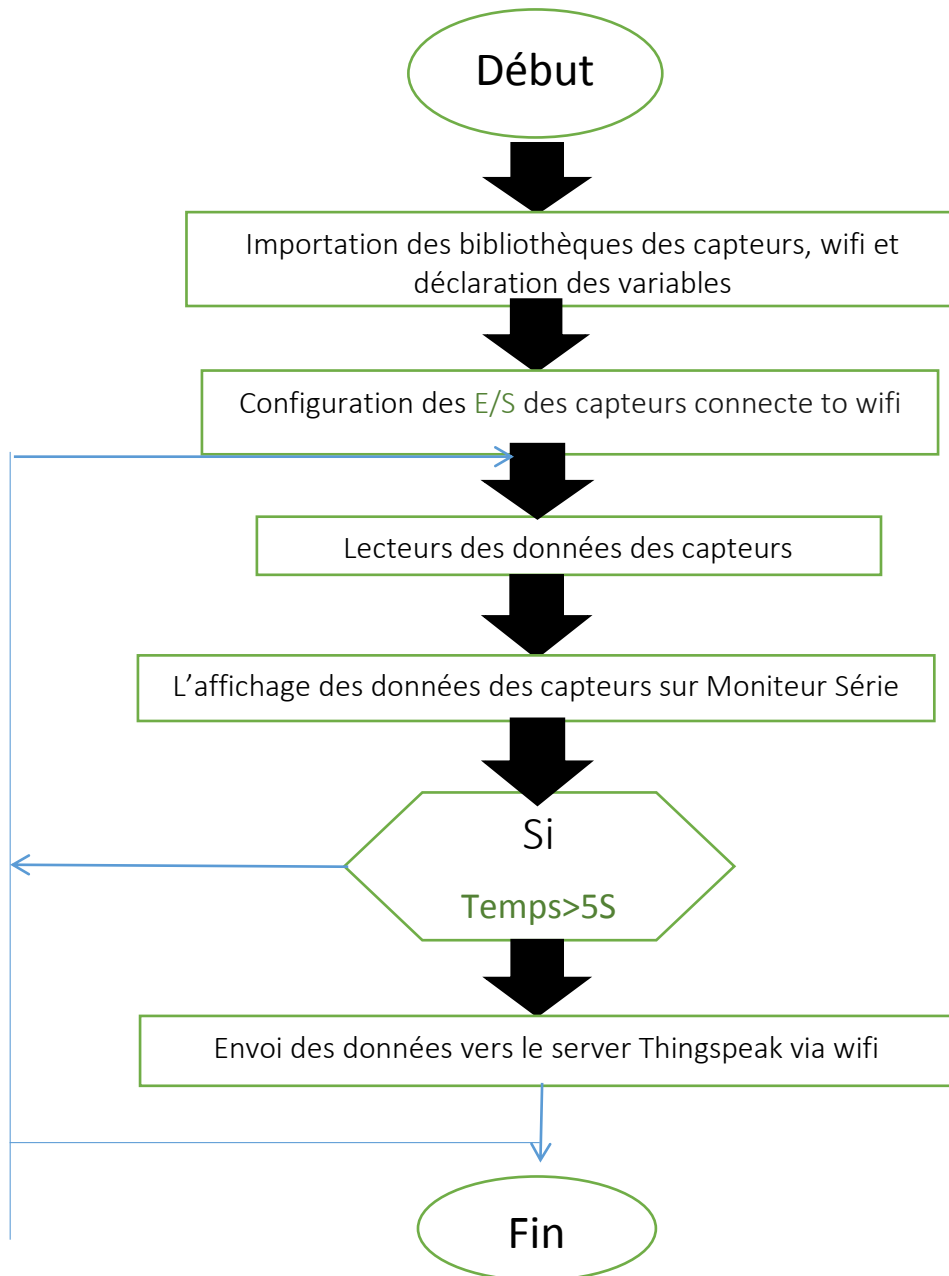 Début
Importation des bibliothèques des capteurs, wifi et
déclaration des variables
Configuration des E/S des capteurs connecte to wifi
Lecteurs des données des capteurs
L’affichage des données des capteurs sur Moniteur Série
Si
Temps>5S
Envoi des données vers le server Thingspeak via wifi
Fin